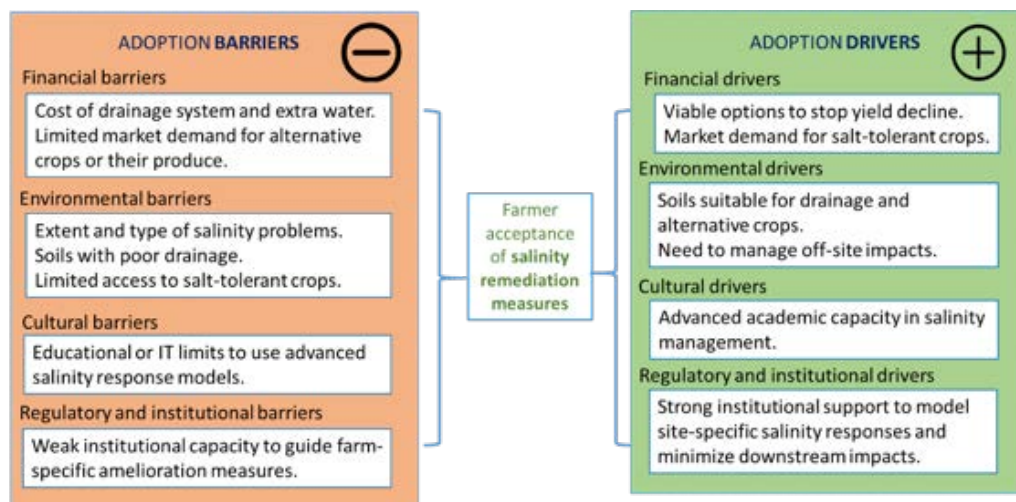 ADOPTION BARRIERS
Financial barriers
Cost of drainage system and extra water.
Limited market demand for alternative
crops or their produce.
Environmental barriers
Extent and type of salinity problems.
Soils with poor drainage.
Limited access to salt-tolerant crops.
Cultural barriers
Educational or IT limits to use advanced
salinity response models.
Regulatory and institutional barriers
Weak institutional capacity to guide farm-
specific amelioration measures.
Farmer
acceptance
of salinity
remediation
measures
ADOPTION DRIVERS
Financial drivers
Viable options to stop yield decline.
Market demand for salt-tolerant crops.
Environmental drivers
Soils suitable for drainage and
alternative crops.
Need to manage off-site impacts.
Cultural drivers
Advanced academic capacity in salinity
management.
Regulatory and institutional drivers
Strong institutional support to model
site-specific salinity responses and
minimize downstream impacts.